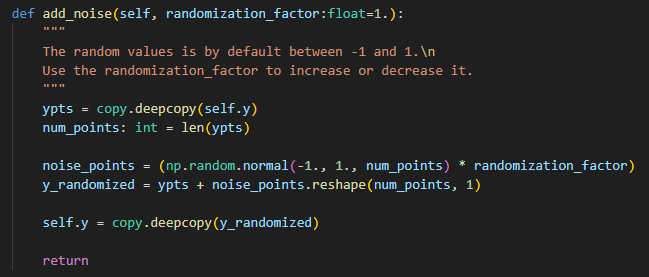 def add_noise(self, randomization_factor:float=1.):
    """
    The random values is by default between -1 and 1.\n
    Use the randomization_factor to increase or decrease it.
    """
    ypts = copy.deepcopy(self.y)
    num_points: int = len(ypts)

    noise_points = (np.random.normal(-1., 1., num_points) * randomization_factor)
    y_randomized = ypts + noise_points.reshape(num_points, 1)

    self.y = copy.deepcopy(y_randomized)

    return